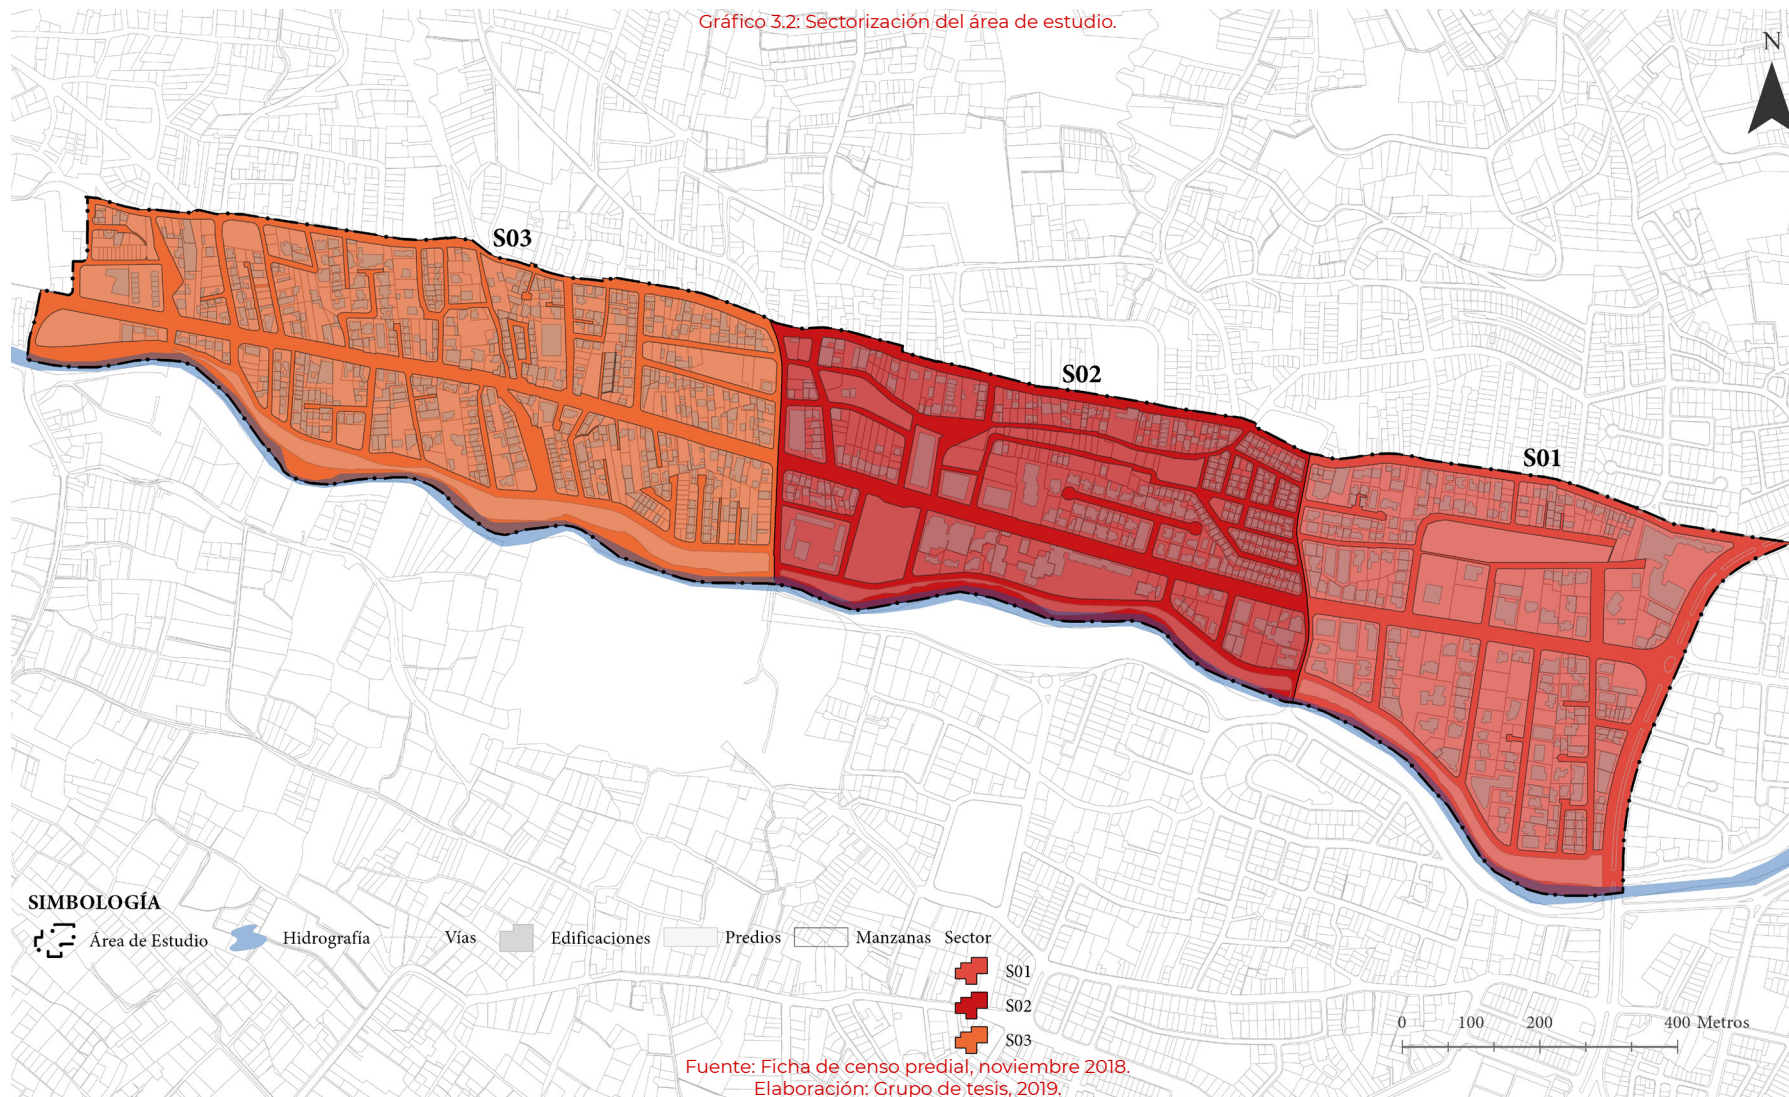 Gráfico 3.2: Sectorización del área de estudio.
N
S03
S02
S01
SIMBOLOGÍA
Área de Estudio
Hidrografía
Vías
Edificaciones
Predios
Manzanas
Sector
S01
S02
S03
0 100 200 400 Metros
Fuente: Ficha de censo predial, noviembre 2018.
Elaboración: Grupo de tesis, 2019.